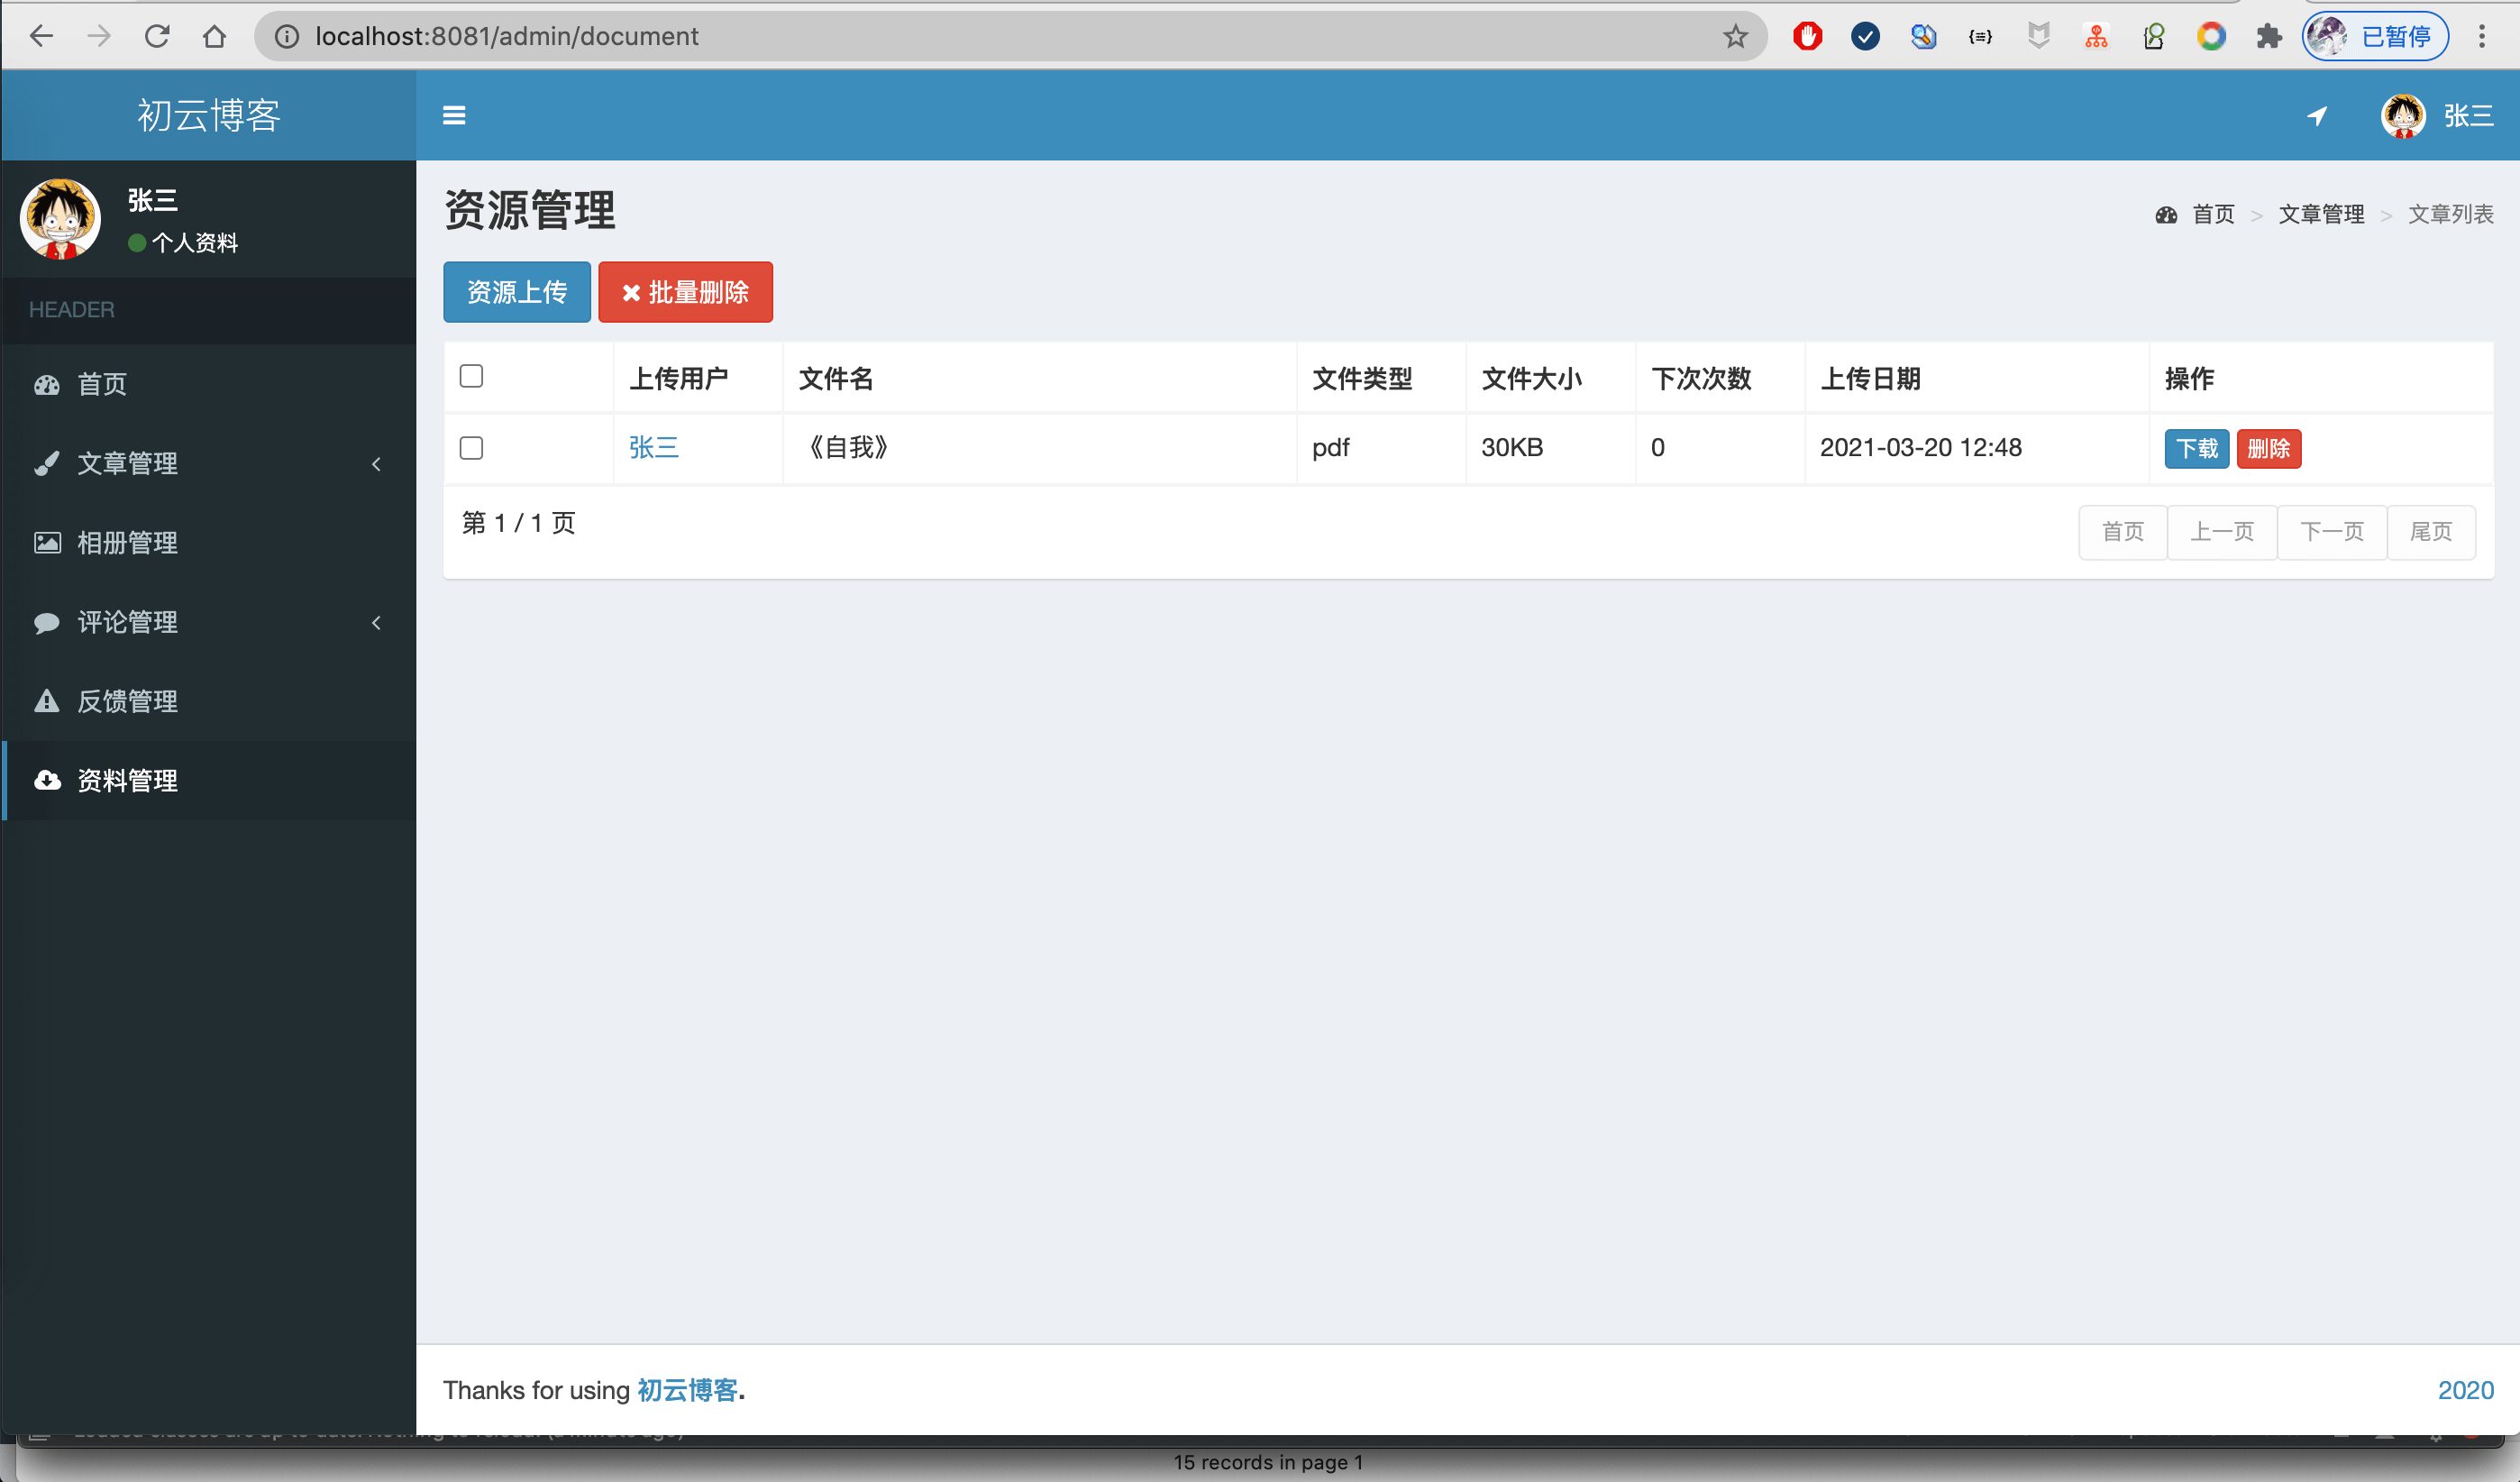 localhost:8081/admin/document
已暂停
初云博客
张三
张三
个人资料
HEADER
首页
文章管理
相册管理
评论管理
反馈管理
资料管理
资源管理
首页 > 文章管理 > 文章列表
资源上传 批量删除
上传用户 文件名 文件类型 文件大小 下次次数 上传日期 操作
张三 《自我》 pdf 30KB 0 2021-03-20 12:48 下载 删除
第 1 / 1 页 首页 上一页 下一页 尾页
Thanks for using 初云博客. 2020
15 records in page 1